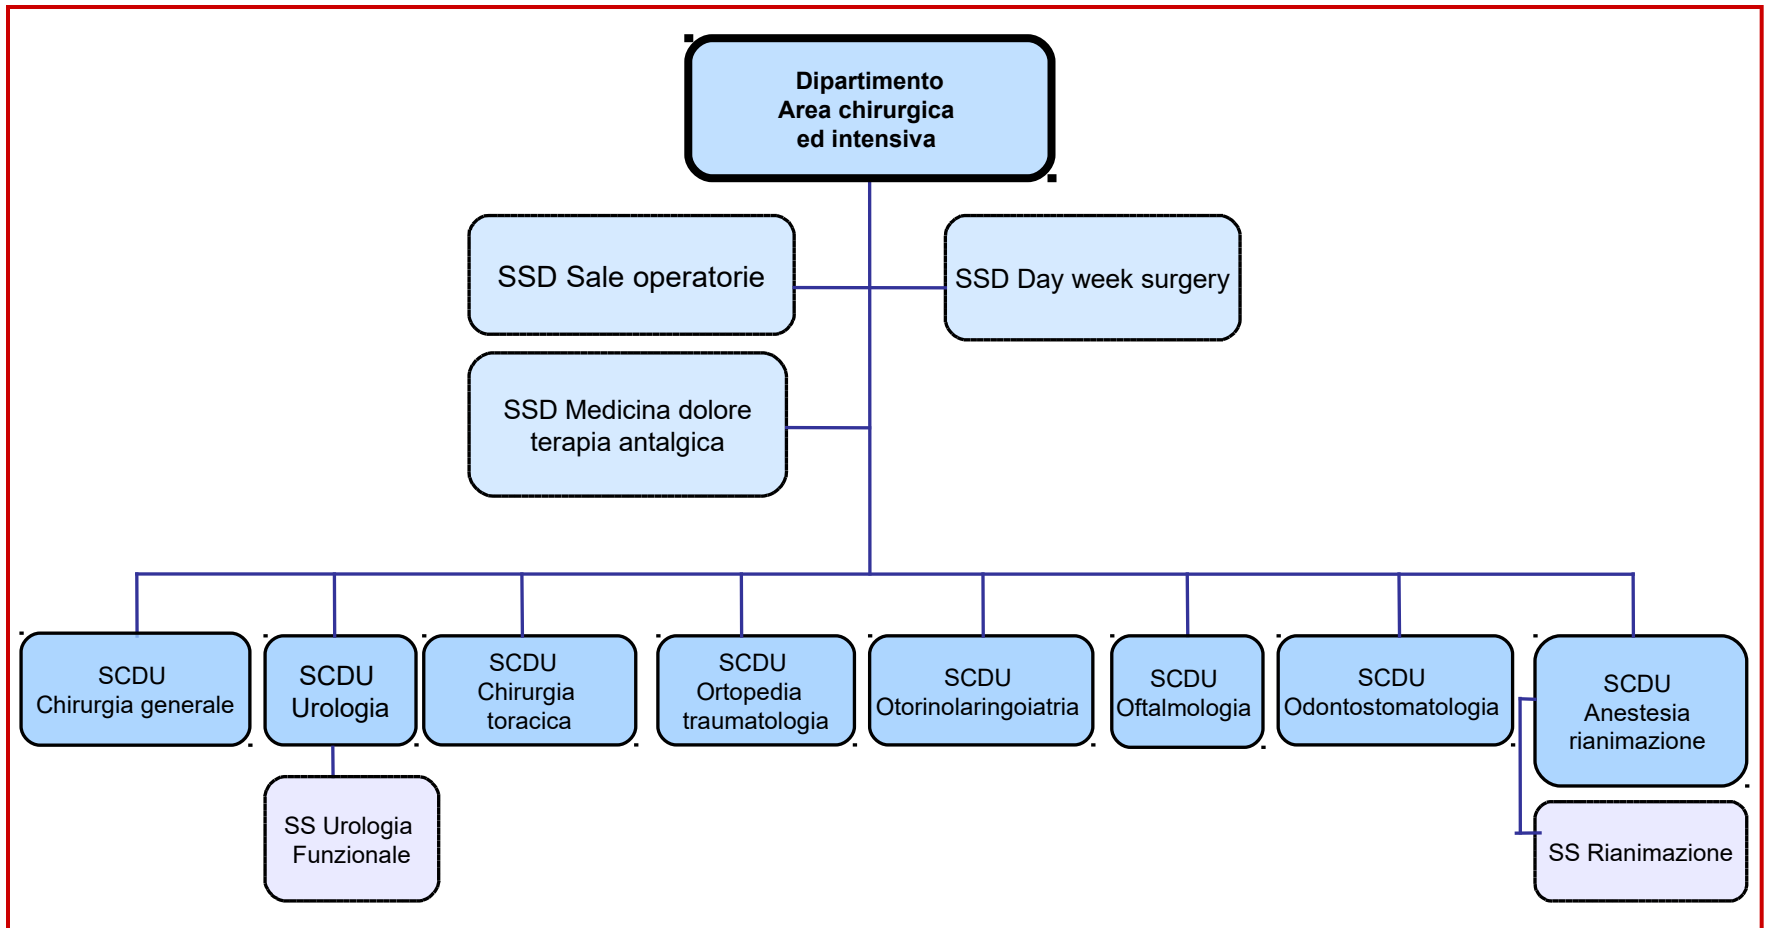 Dipartimento
Area chirurgica
ed intensiva
SSD Sale operatorie
SSD Day week surgery
SSD Medicina dolore
terapia antalgica
SCDU
Chirurgia generale
SCDU
Urologia
SCDU
Chirurgia
toracica
SCDU
Ortopedia
traumatologia
SCDU
Otorinolaringoiatria
SCDU
Oftalmologia
SCDU
Odontostomatologia
SCDU
Anestesia
rianimazione
SS Urologia
Funzionale
SS Rianimazione